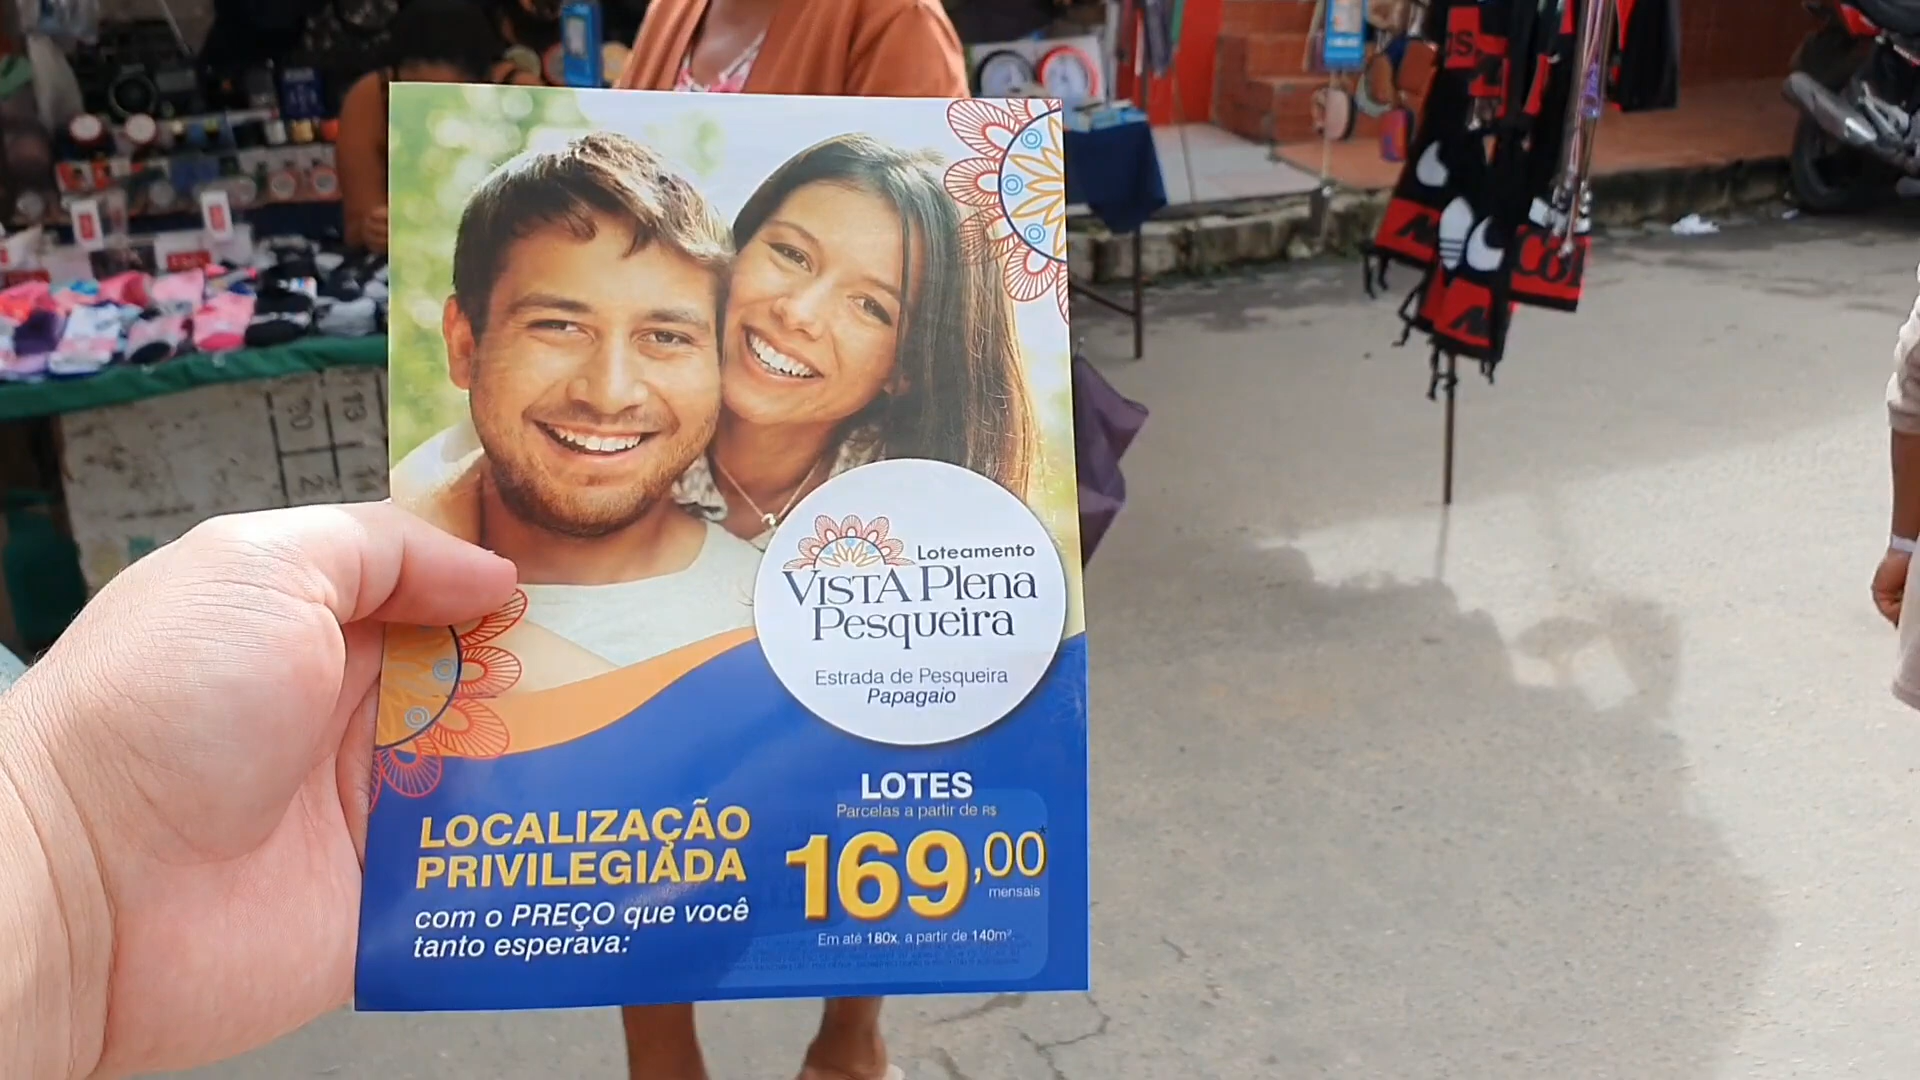 Loteamento
VISTA Plena
Pesqueira
Estrada de Pesqueira
Papagaio
LOTES
Parcelas a partir de R$
169,00*
mensais
Em até 180x, a partir de 140m².
LOCALIZAÇÃO
PRIVILEGIADA
com o PREÇO que você
tanto esperava: